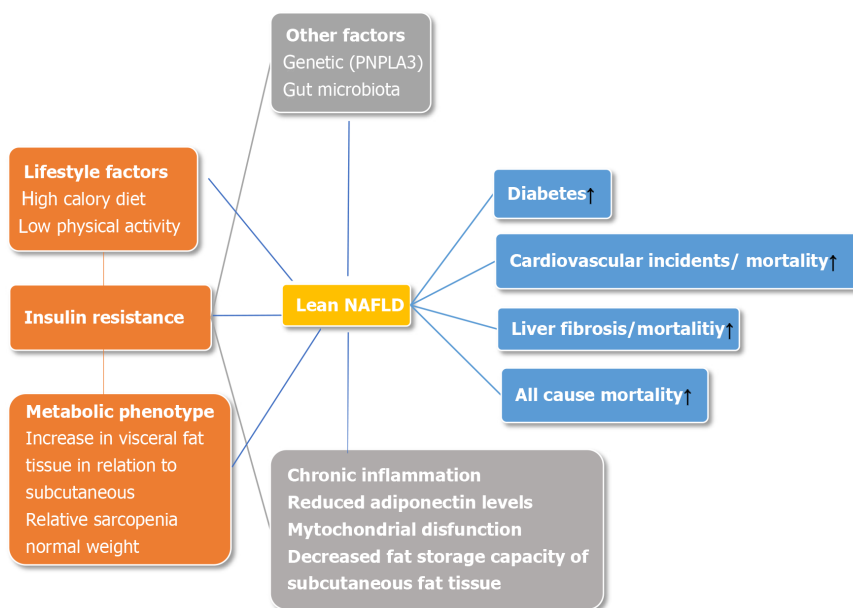 Other factors
Genetic (PNPLA3)
Gut microbiota
Lifestyle factors
High calory diet
Low physical activity
Insulin resistance
Metabolic phenotype
Increase in visceral fat
tissue in relation to
subcutaneous
Relative sarcopenia
normal weight
Lean NAFLD
Chronic inflammation
Reduced adiponectin levels
Mytochondrial disfunction
Decreased fat storage capacity of
subcutaneous fat tissue
Diabetes↑
Cardiovascular incidents/ mortality↑
Liver fibrosis/mortalitiy↑
All cause mortality↑